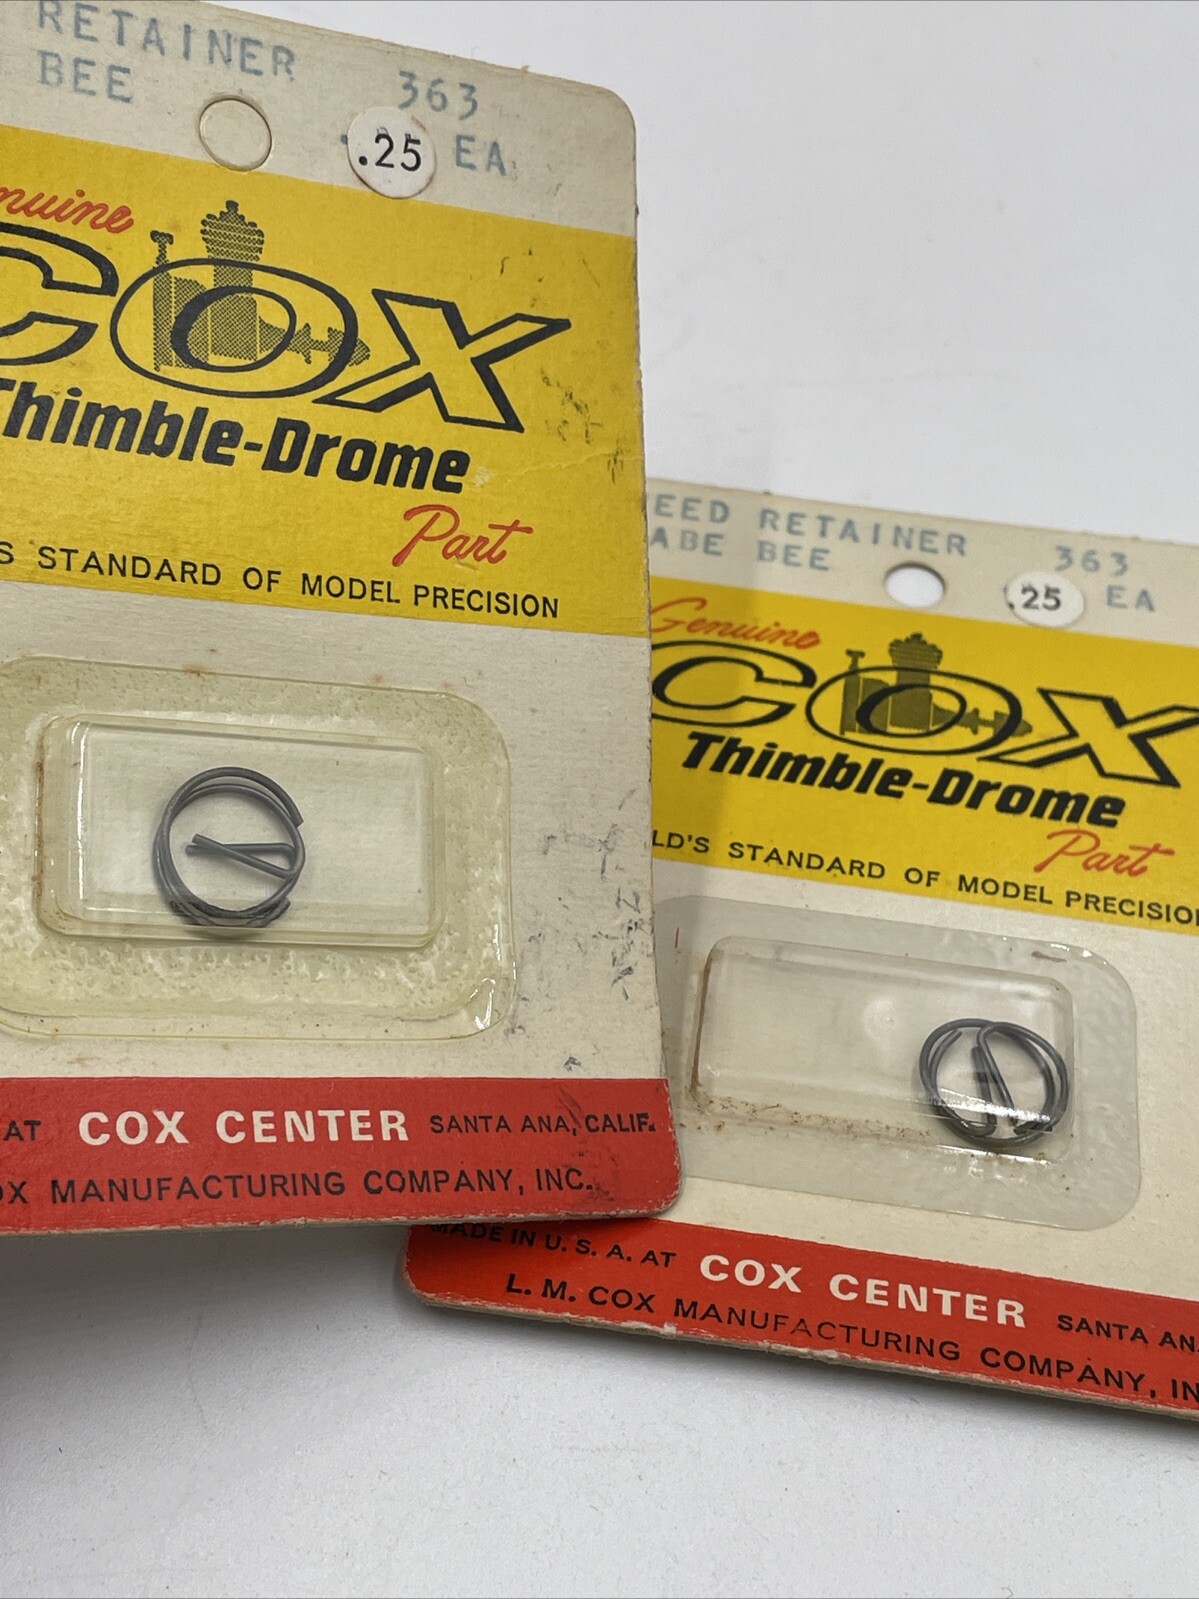 RETAINER 363
BEE .25 EA
COX
Thimble-Drome
Part
S STANDARD OF MODEL PRECISION
AT COX CENTER SANTA ANA, CALIF.
OX MANUFACTURING COMPANY, INC.
EED RETAINER 363
ABE BEE .25 EA
Genuine
COX
Thimble-Drome
Part
LD'S STANDARD OF MODEL PRECISIO
MADE IN U. S. A. AT COX CENTER SANTA AN
L. M. COX MANUFACTURING COMPANY, IN